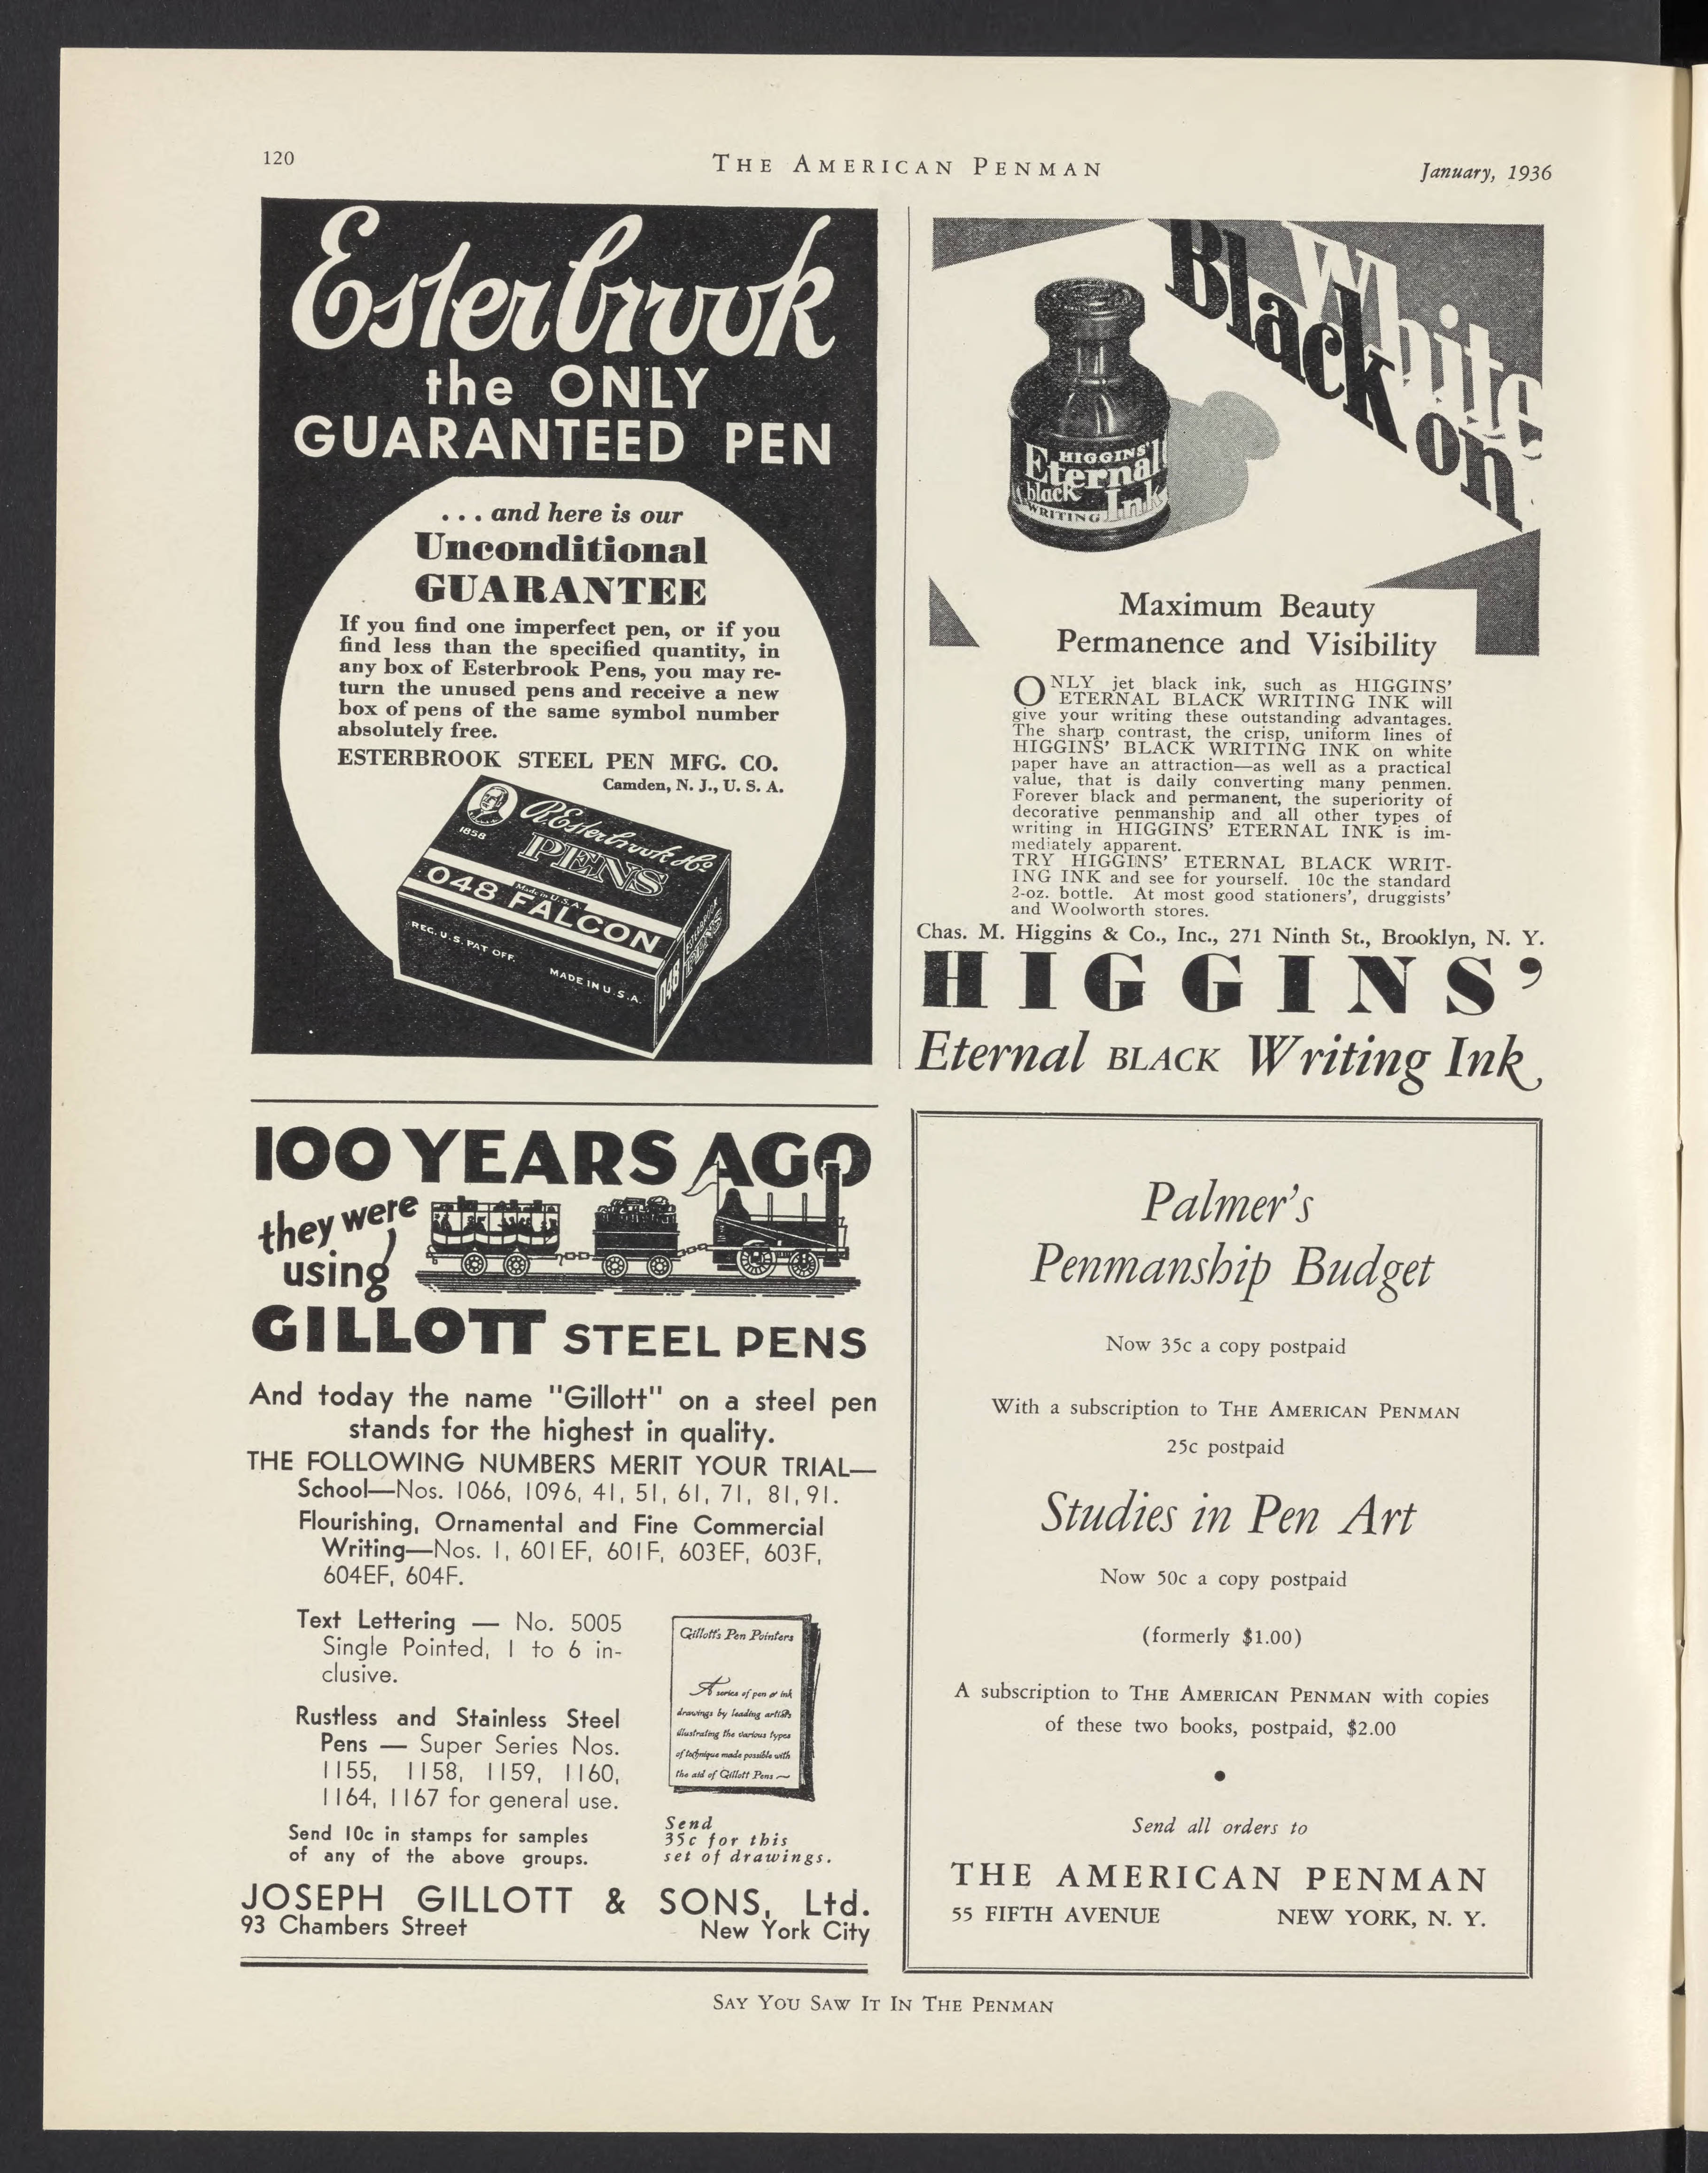 120
THE AMERICAN PENMAN
January, 1936
Esterbrook
the ONLY
GUARANTEED PEN
... and here is our
Unconditional
GUARANTEE
If you find one imperfect pen, or if you
find less than the specified quantity, in
any box of Esterbrook Pens, you may re-
turn the unused pens and receive a new
box of pens of the same symbol number
absolutely free.
ESTERBROOK STEEL PEN MFG. CO.
Camden, N. J., U. S. A.
1858
R. Esterbrook & Co
PENS
Made in U.S.A.
048 FALCON
REG. U. S. PAT OFF.
MADE IN U.S.A.
048
ESTERBROOK
PENS
Black on White
HIGGINS'
Eternal
black
WRITING Ink
Maximum Beauty
Permanence and Visibility
ONLY jet black ink, such as HIGGINS'
ETERNAL BLACK WRITING INK will
give your writing these outstanding advantages.
The sharp contrast, the crisp, uniform lines of
HIGGINS' BLACK WRITING INK on white
paper have an attraction—as well as a practical
value, that is daily converting many penmen.
Forever black and permanent, the superiority of
decorative penmanship and all other types of
writing in HIGGINS' ETERNAL INK is im-
mediately apparent.
TRY HIGGINS' ETERNAL BLACK WRIT-
ING INK and see for yourself. 10c the standard
2-oz. bottle. At most good stationers', druggists'
and Woolworth stores.
Chas. M. Higgins & Co., Inc., 271 Ninth St., Brooklyn, N. Y.
HIGGINS'
Eternal BLACK Writing Ink
100 YEARS AGO
they were
using
GILLOTT STEEL PENS
And today the name "Gillott" on a steel pen
stands for the highest in quality.
THE FOLLOWING NUMBERS MERIT YOUR TRIAL—
School—Nos. 1066, 1096, 41, 51, 61, 71, 81, 91.
Flourishing, Ornamental and Fine Commercial
Writing—Nos. 1, 601EF, 601F, 603EF, 603F,
604EF, 604F.
Text Lettering — No. 5005
Single Pointed, 1 to 6 in-
clusive.
Rustless and Stainless Steel
Pens — Super Series Nos.
1155, 1158, 1159, 1160,
1164, 1167 for general use.
Send 10c in stamps for samples
of any of the above groups.
Gillott's Pen Pointers
A series of pen & ink
drawings by leading artists
illustrating the various types
of technique made possible with
the aid of Gillott Pens ~
Send
35c for this
set of drawings.
JOSEPH GILLOTT & SONS, Ltd.
93 Chambers Street New York City
Palmer's
Penmanship Budget
Now 35c a copy postpaid
With a subscription to THE AMERICAN PENMAN
25c postpaid
Studies in Pen Art
Now 50c a copy postpaid
(formerly $1.00)
A subscription to THE AMERICAN PENMAN with copies
of these two books, postpaid, $2.00
•
Send all orders to
THE AMERICAN PENMAN
55 FIFTH AVENUE NEW YORK, N. Y.
SAY YOU SAW IT IN THE PENMAN